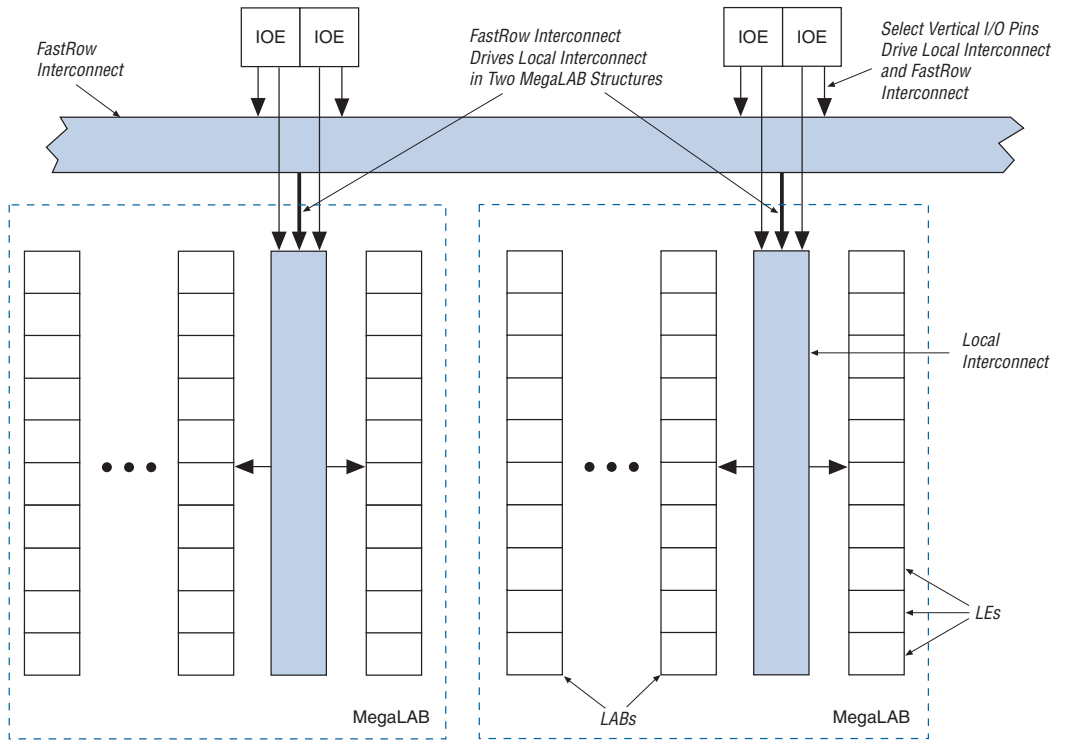 FastRow
Interconnect
IOE IOE
FastRow Interconnect
Drives Local Interconnect
in Two MegaLAB Structures
IOE IOE
Select Vertical I/O Pins
Drive Local Interconnect
and FastRow
Interconnect
Local
Interconnect
LEs
LABs
MegaLAB
MegaLAB